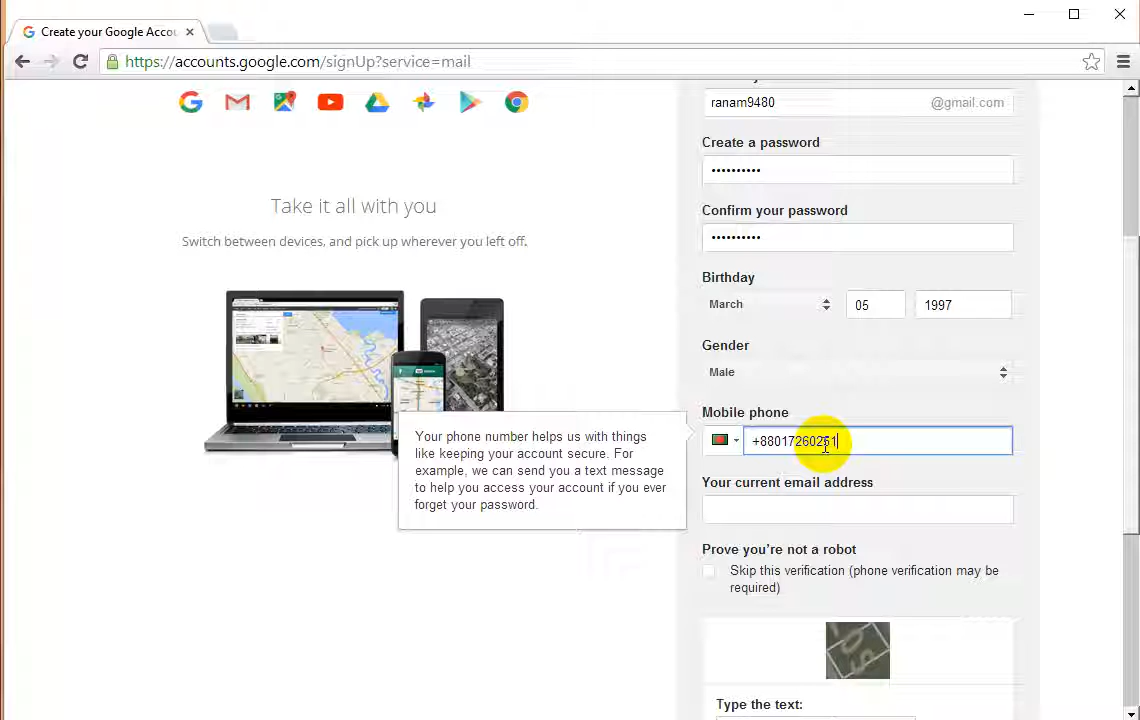 Create your Google Accou
https://accounts.google.com/signUp?service=mail
ranam9480 @gmail.com
Create a password
••••••••••
Confirm your password
••••••••••
Birthday
March 05 1997
Gender
Male
Mobile phone
+88017260261
Your current email address
Prove you're not a robot
Skip this verification (phone verification may be
required)
Type the text:
Take it all with you
Switch between devices, and pick up wherever you left off.
Your phone number helps us with things
like keeping your account secure. For
example, we can send you a text message
to help you access your account if you ever
forget your password.